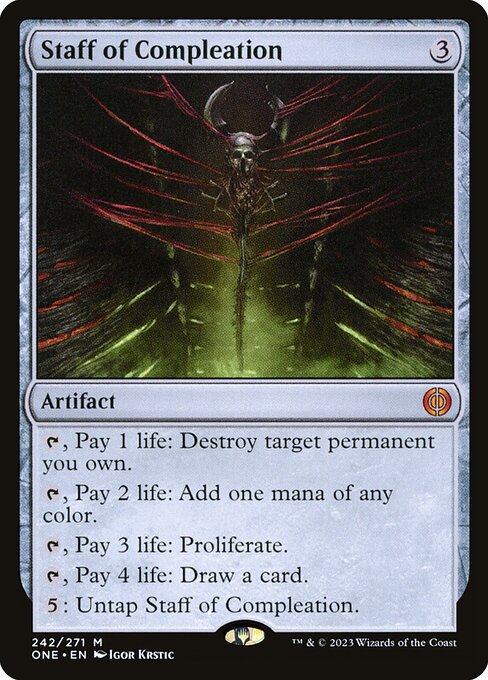 Staff of Compleation 3
Artifact
, Pay 1 life: Destroy target permanent
you own.
, Pay 2 life: Add one mana of any
color.
, Pay 3 life: Proliferate.
, Pay 4 life: Draw a card.
5: Untap Staff of Compleation.
242/271 M
ONE • EN Igor Krstic
™ & © 2023 Wizards of the Coast